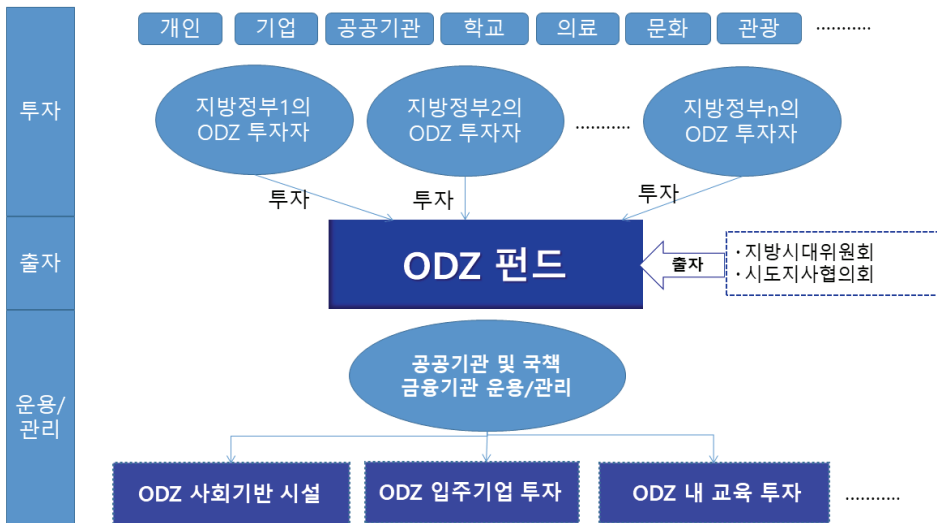 투자
개인
기업
공공기관
학교
의료
문화
관광
...........
지방정부1의
ODZ 투자자
지방정부2의
ODZ 투자자
...........
지방정부n의
ODZ 투자자
투자
투자
투자
출자
ODZ 펀드
출자
· 지방시대위원회
· 시도지사협의회
운용/
관리
공공기관 및 국책
금융기관 운용/관리
ODZ 사회기반 시설
ODZ 입주기업 투자
ODZ 내 교육 투자
...........